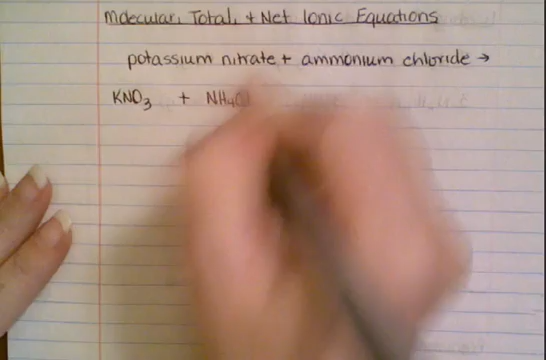 Molecular, Total, + Net Ionic Equations
potassium nitrate + ammonium chloride →
KNO₃ + NH₄Cl